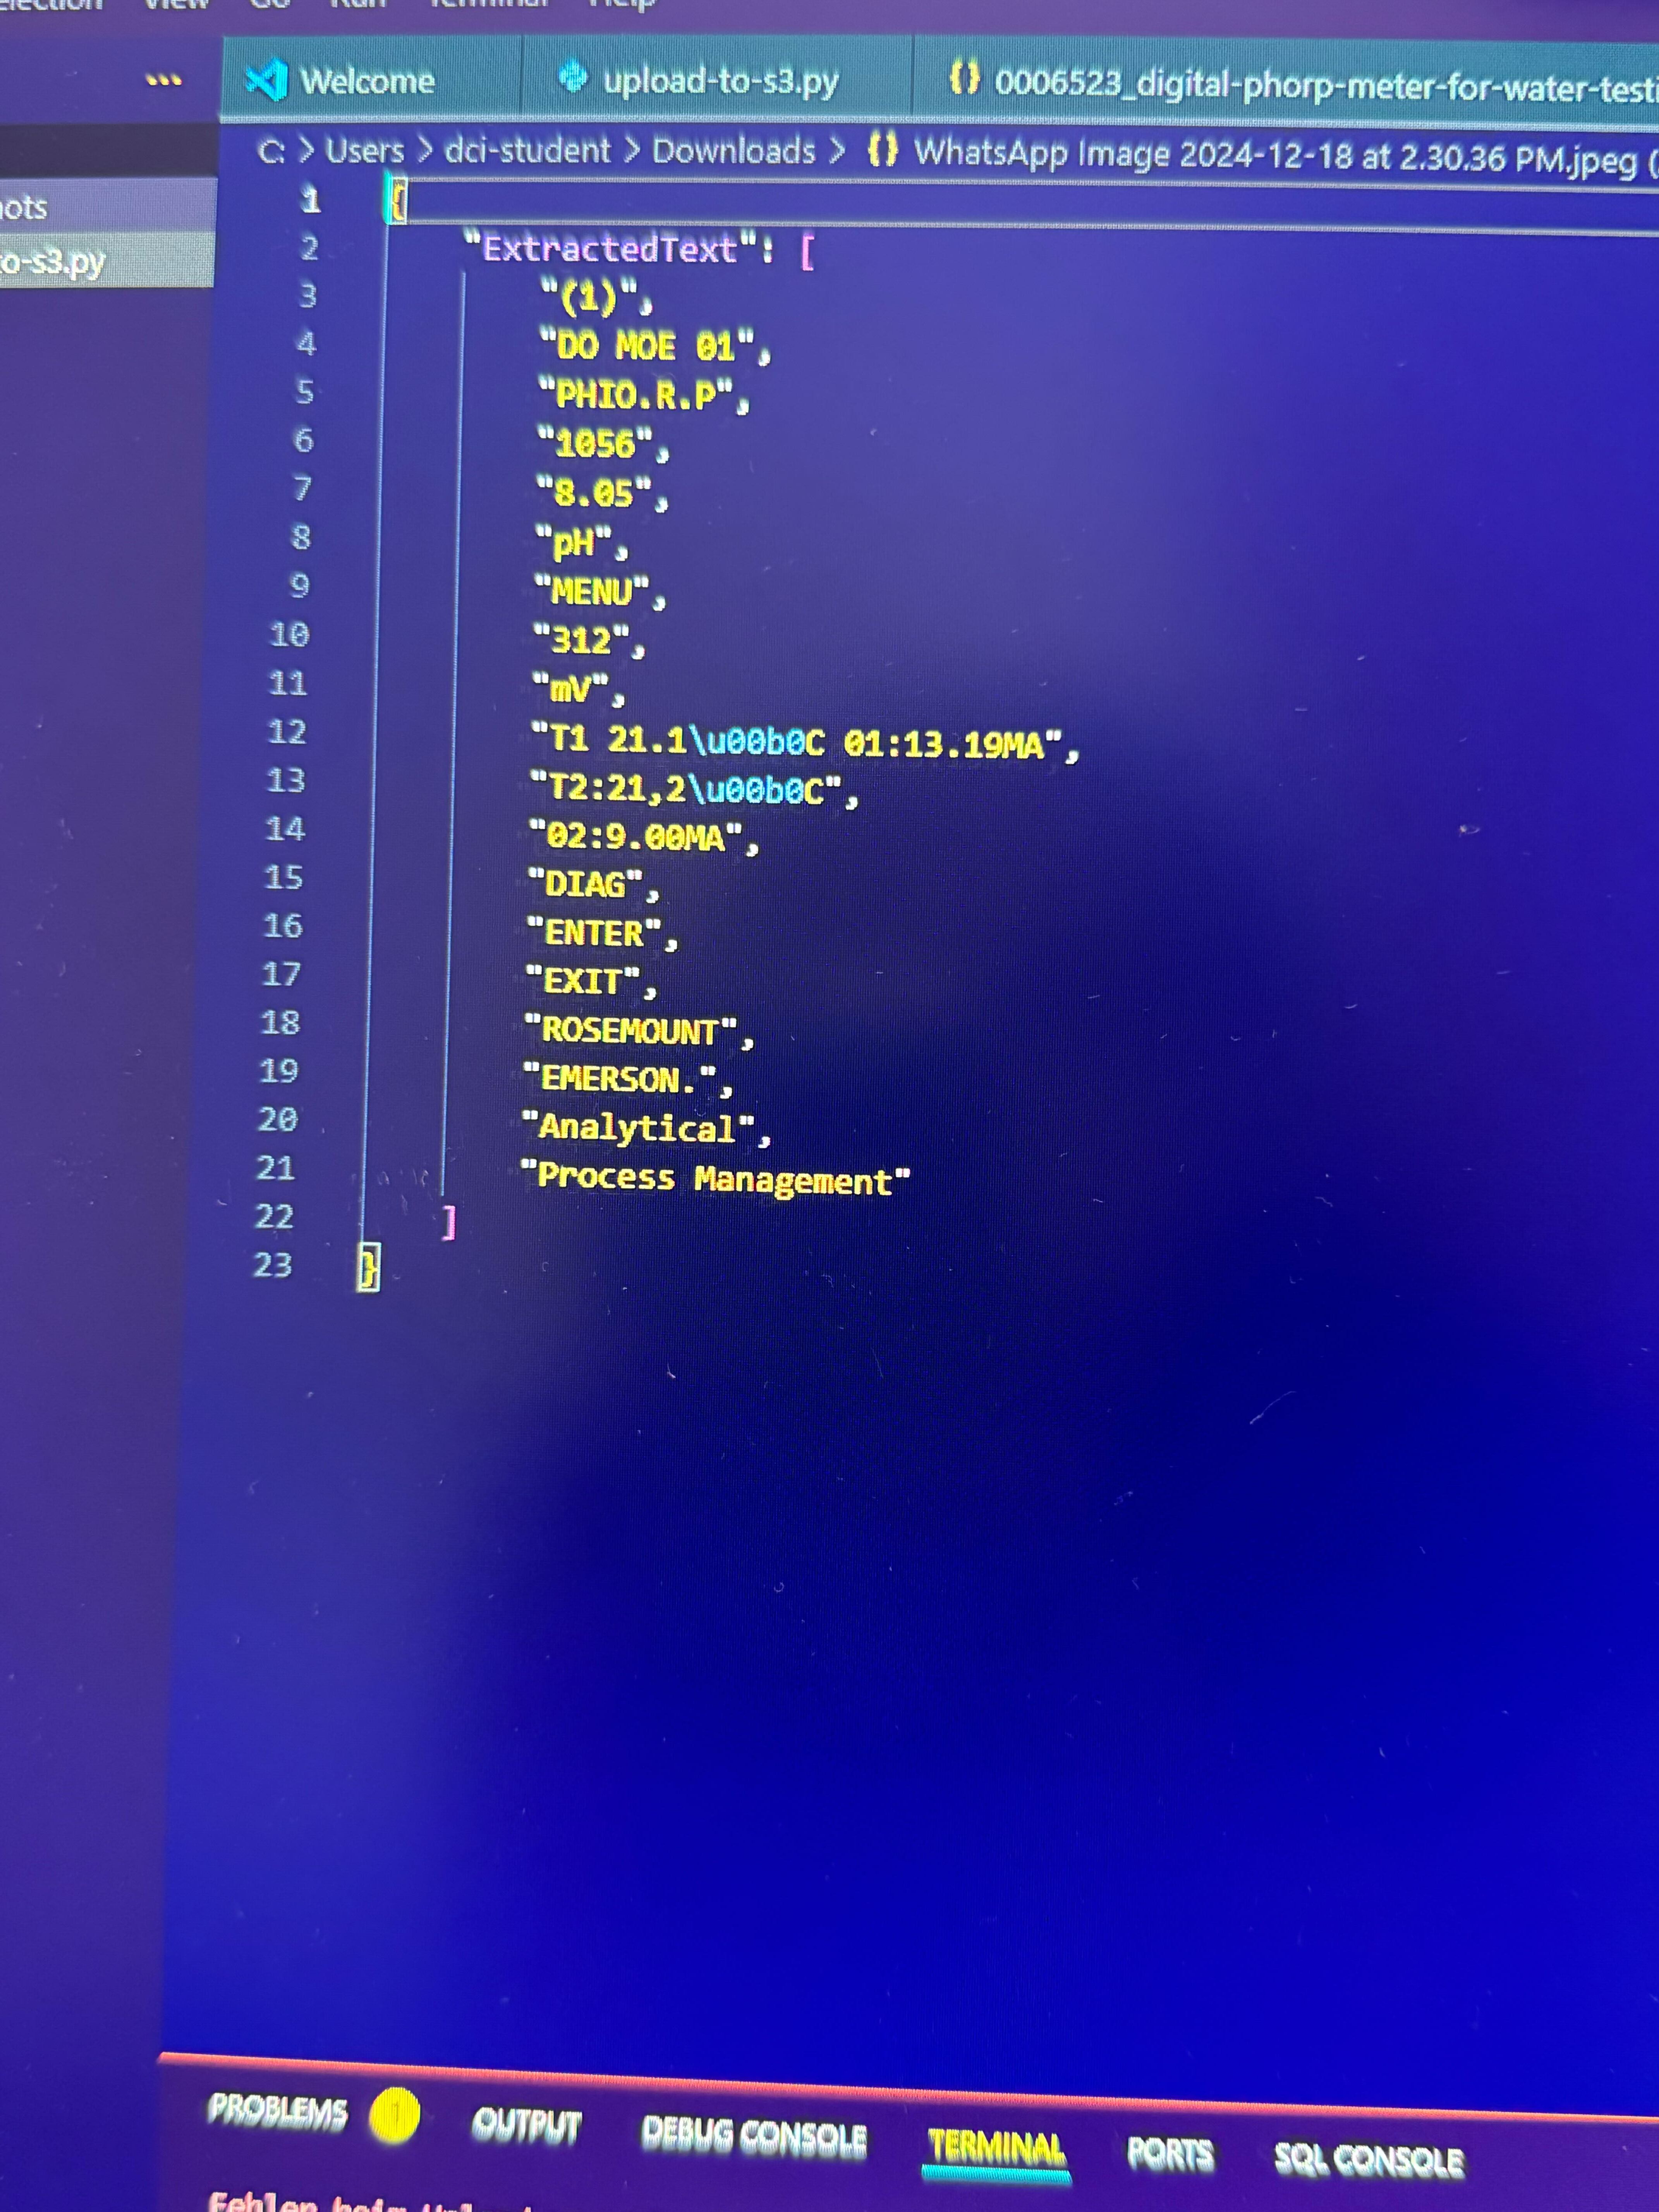 View Go Run Terminal Help
Welcome upload-to-s3.py {} 0006523_digital-phorp-meter-for-water-testi
C: > Users > dci-student > Downloads > {} WhatsApp Image 2024-12-18 at 2.30.36 PM.jpeg (
ots
o-s3.py
1 {
2 "ExtractedText": [
3 "(1)",
4 "DO MOE 01",
5 "PHIO.R.P",
6 "1056",
7 "8.05",
8 "pH",
9 "MENU",
10 "312",
11 "mV",
12 "T1 21.1\u00b0C 01:13.19MA",
13 "T2:21,2\u00b0C",
14 "02:9.00MA",
15 "DIAG",
16 "ENTER",
17 "EXIT",
18 "ROSEMOUNT",
19 "EMERSON.",
20 "Analytical",
21 "Process Management"
22 ]
23 }
PROBLEMS 1 OUTPUT DEBUG CONSOLE TERMINAL PORTS SQL CONSOLE
Fehler beim